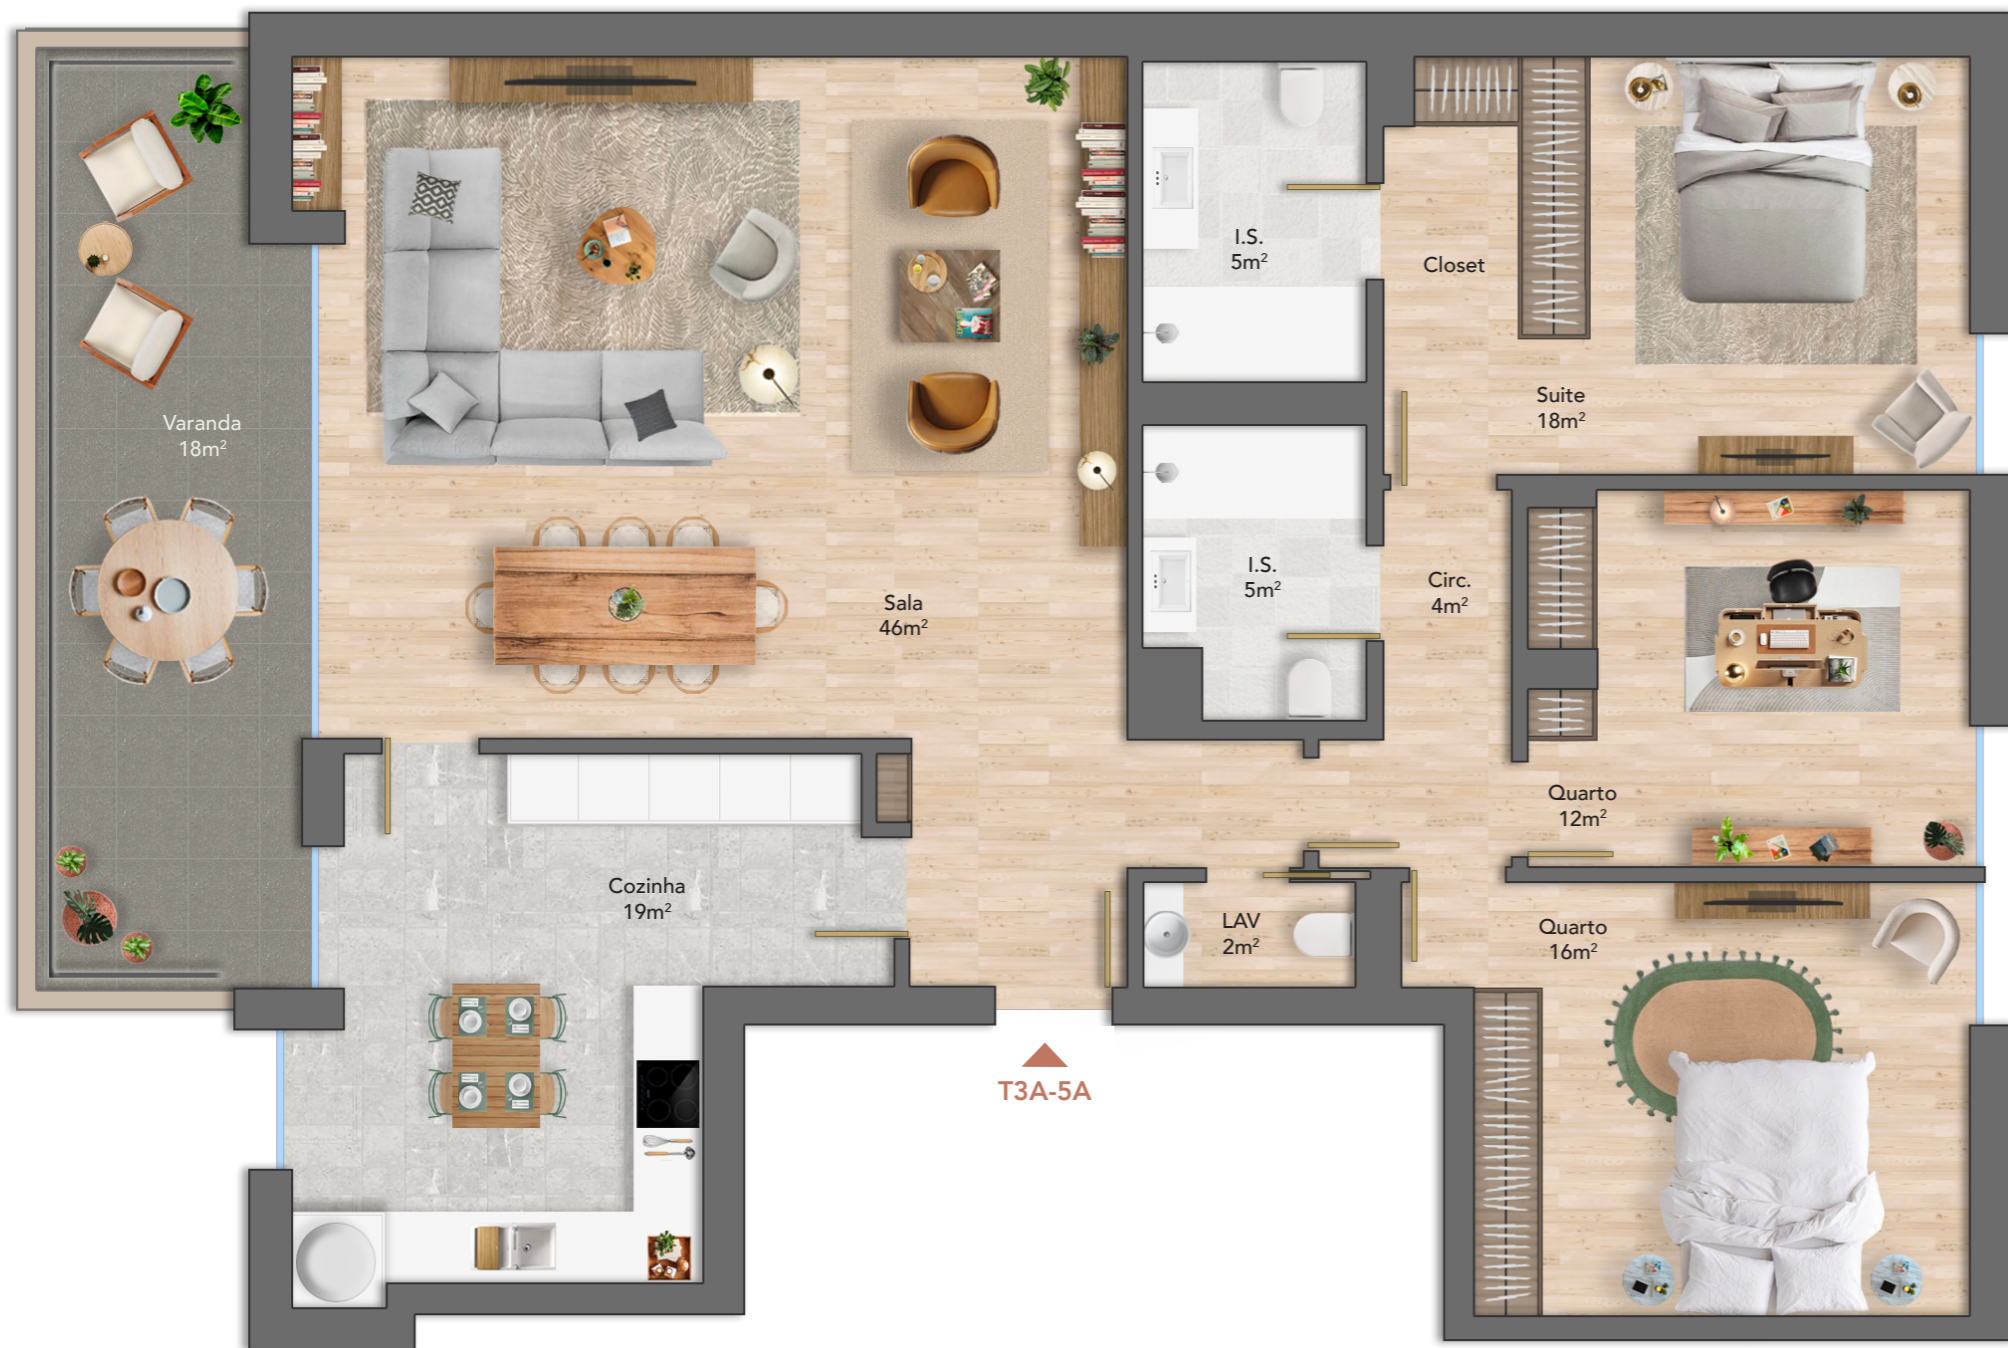 Varanda
18m²
Sala
46m²
I.S.
5m²
Closet
Suite
18m²
I.S.
5m²
Circ.
4m²
Quarto
12m²
Cozinha
19m²
LAV
2m²
Quarto
16m²
T3A-5A